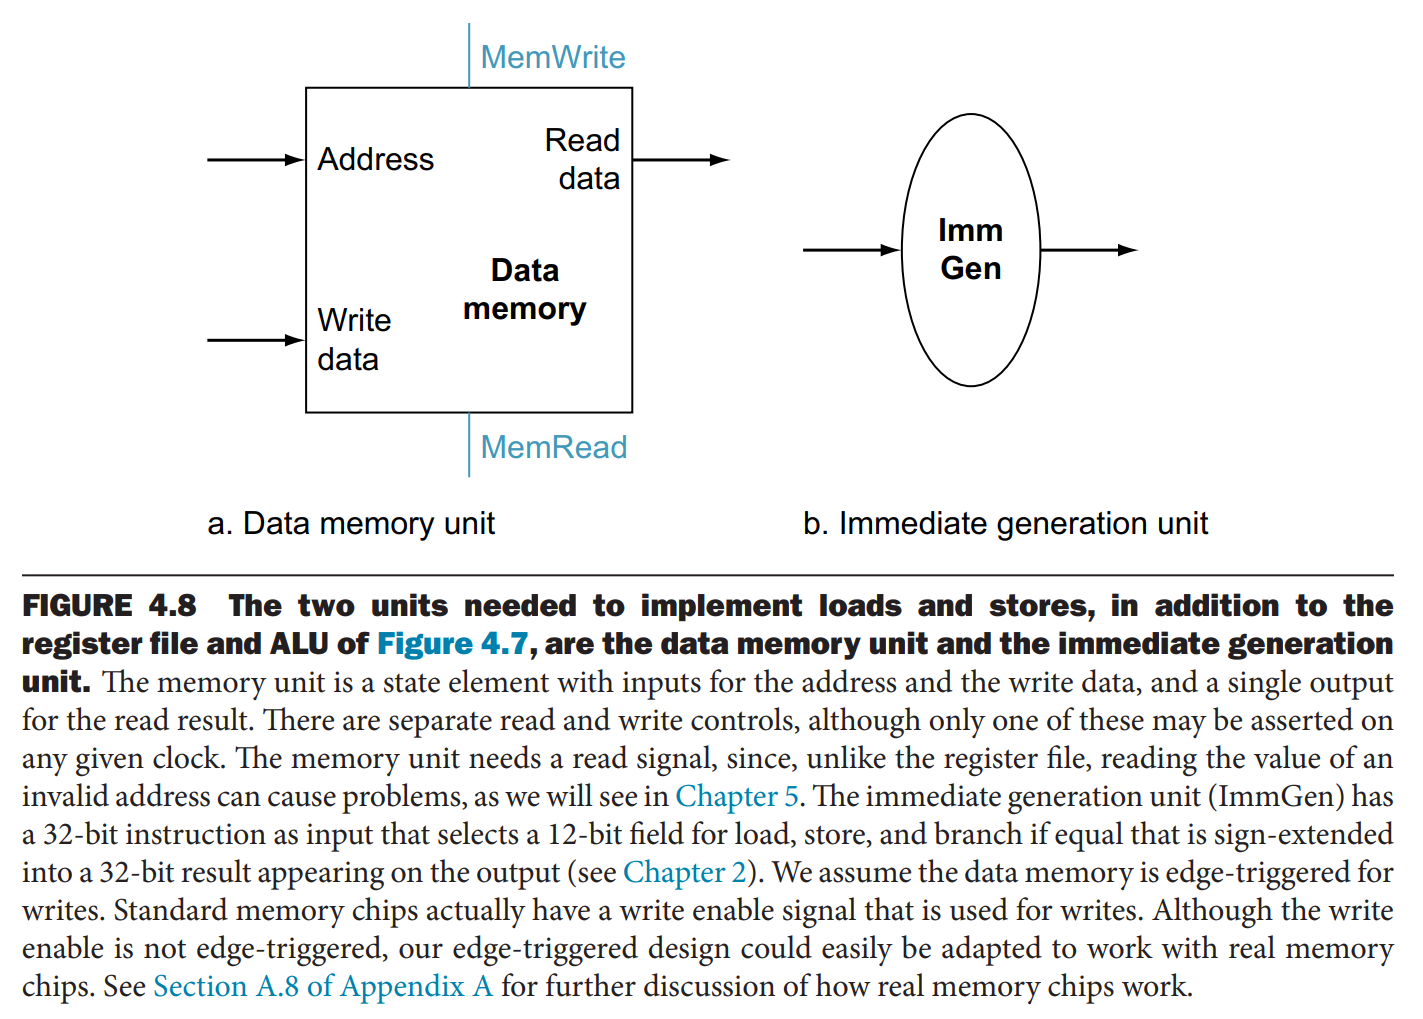 MemWrite
Address
Read
data
Data
memory
Write
data
MemRead
a. Data memory unit
Imm
Gen
b. Immediate generation unit
FIGURE 4.8 The two units needed to implement loads and stores, in addition to the
register file and ALU of Figure 4.7, are the data memory unit and the immediate generation
unit. The memory unit is a state element with inputs for the address and the write data, and a single output
for the read result. There are separate read and write controls, although only one of these may be asserted on
any given clock. The memory unit needs a read signal, since, unlike the register file, reading the value of an
invalid address can cause problems, as we will see in Chapter 5. The immediate generation unit (ImmGen) has
a 32-bit instruction as input that selects a 12-bit field for load, store, and branch if equal that is sign-extended
into a 32-bit result appearing on the output (see Chapter 2). We assume the data memory is edge-triggered for
writes. Standard memory chips actually have a write enable signal that is used for writes. Although the write
enable is not edge-triggered, our edge-triggered design could easily be adapted to work with real memory
chips. See Section A.8 of Appendix A for further discussion of how real memory chips work.